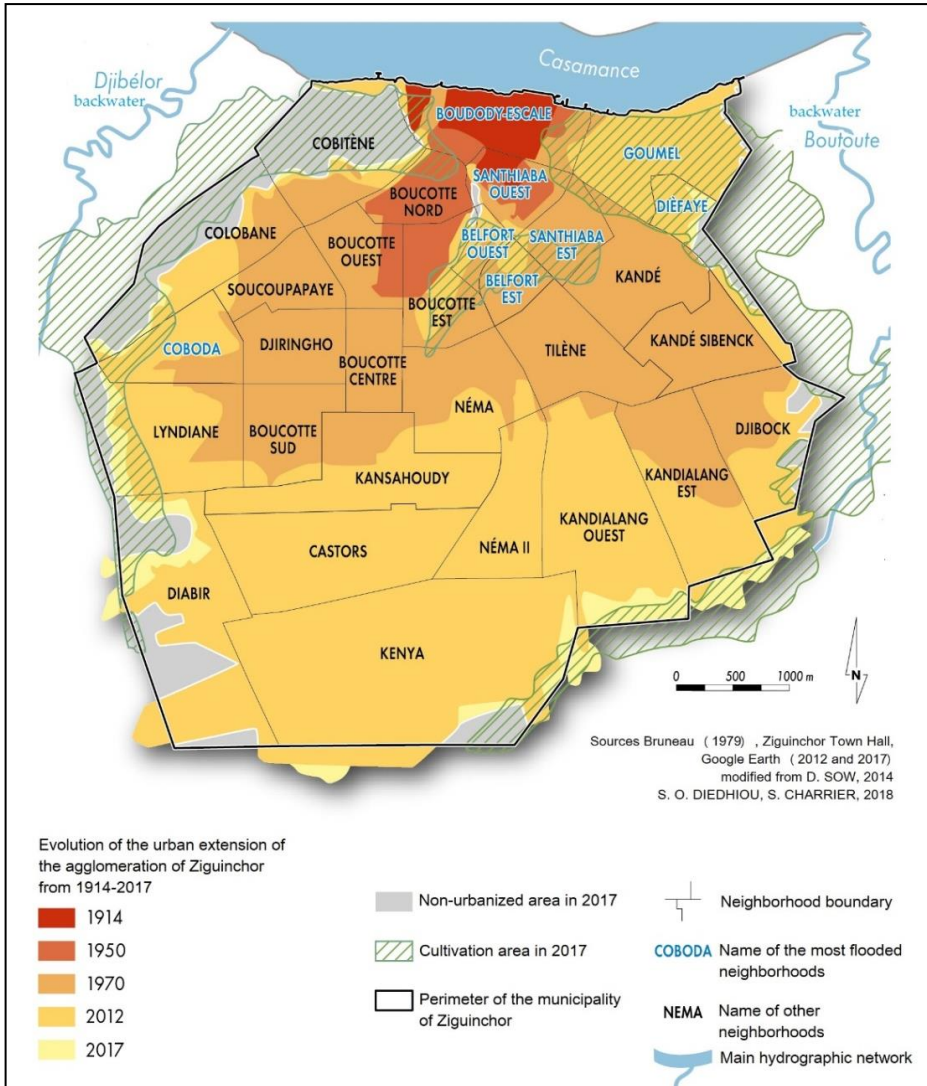 Casamance
Djibélor
backwater
backwater
Boutoute
BOUDODY-ESCALE
COBITÈNE
GOUMEL
SANTHIABA
OUEST
BOUCOTTE
NORD
DIÈFAYE
COLOBANE
BOUCOTTE
OUEST
BELFORT
OUEST
SANTHIABA
EST
KANDÉ
SOUCOUPAPAYE
BELFORT
EST
BOUCOTTE
EST
COBODA
DJIRINGHO
BOUCOTTE
CENTRE
TILÈNE
KANDÉ SIBENCK
LYNDIANE
BOUCOTTE
SUD
NÉMA
DJIBOCK
KANSAHOUDY
KANDIALANG
EST
CASTORS
NÉMA II
KANDIALANG
OUEST
DIABIR
KENYA
0 500 1000 m
N
Sources Bruneau ( 1979) , Ziguinchor Town Hall,
Google Earth ( 2012 and 2017)
modified from D. SOW, 2014
S. O. DIEDHIOU, S. CHARRIER, 2018
Evolution of the urban extension of
the agglomeration of Ziguinchor
from 1914-2017
1914
1950
1970
2012
2017
Non-urbanized area in 2017
Cultivation area in 2017
Perimeter of the municipality
of Ziguinchor
Neighborhood boundary
COBODA Name of the most flooded
neighborhoods
NEMA Name of other
neighborhoods
Main hydrographic network